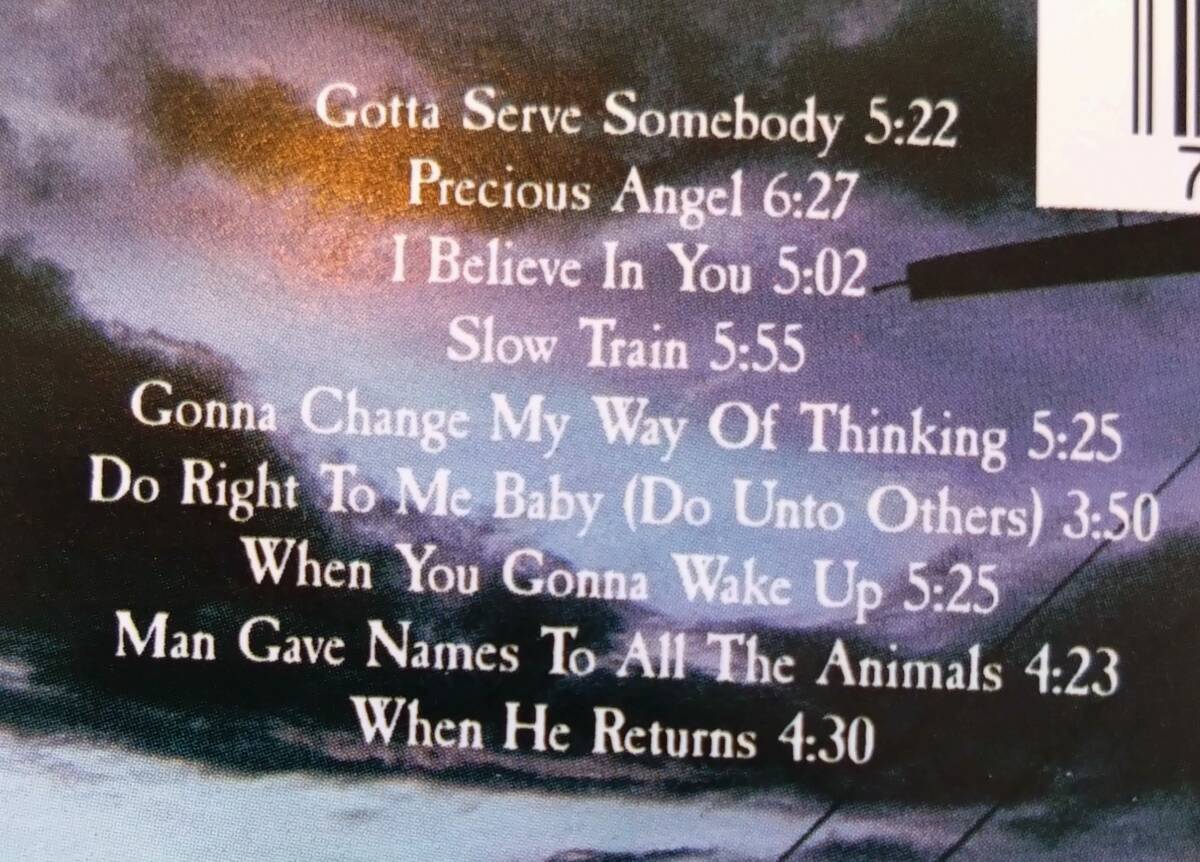 Gotta Serve Somebody 5:22
Precious Angel 6:27
I Believe In You 5:02
Slow Train 5:55
Gonna Change My Way Of Thinking 5:25
Do Right To Me Baby (Do Unto Others) 3:50
When You Gonna Wake Up 5:25
Man Gave Names To All The Animals 4:23
When He Returns 4:30